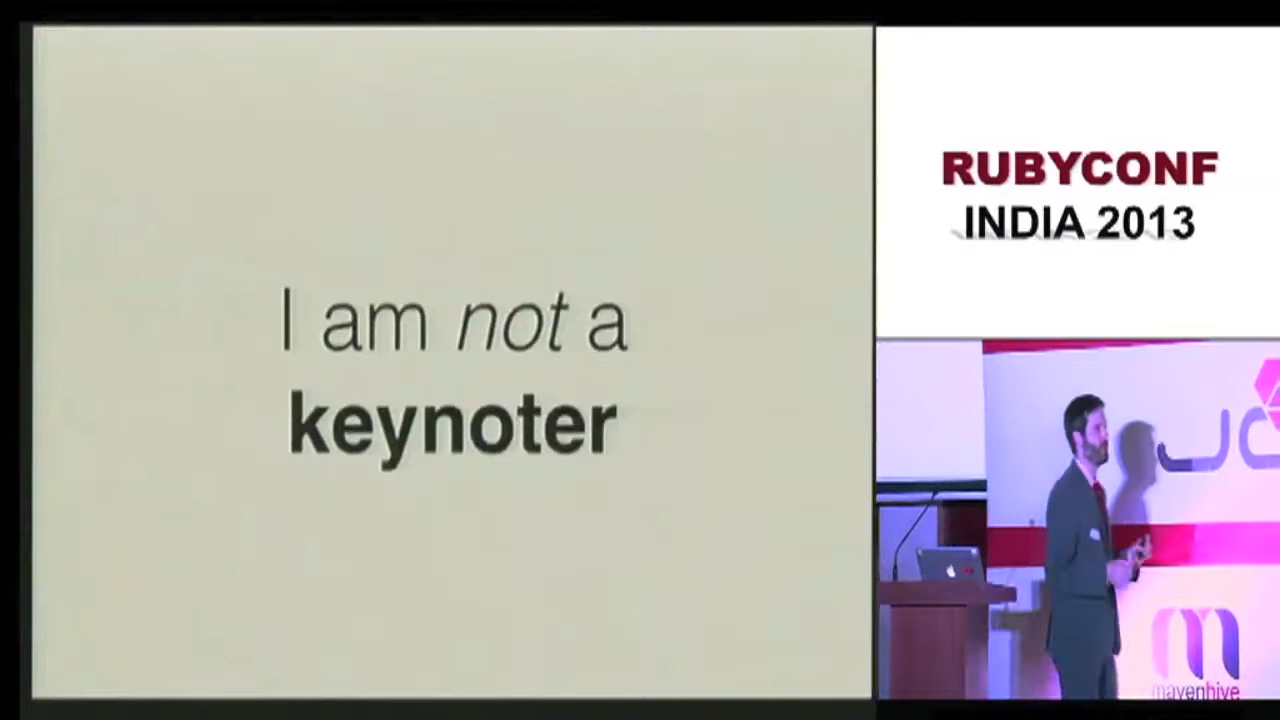 I am not a
keynoter
RUBYCONF
INDIA 2013
mavenhive